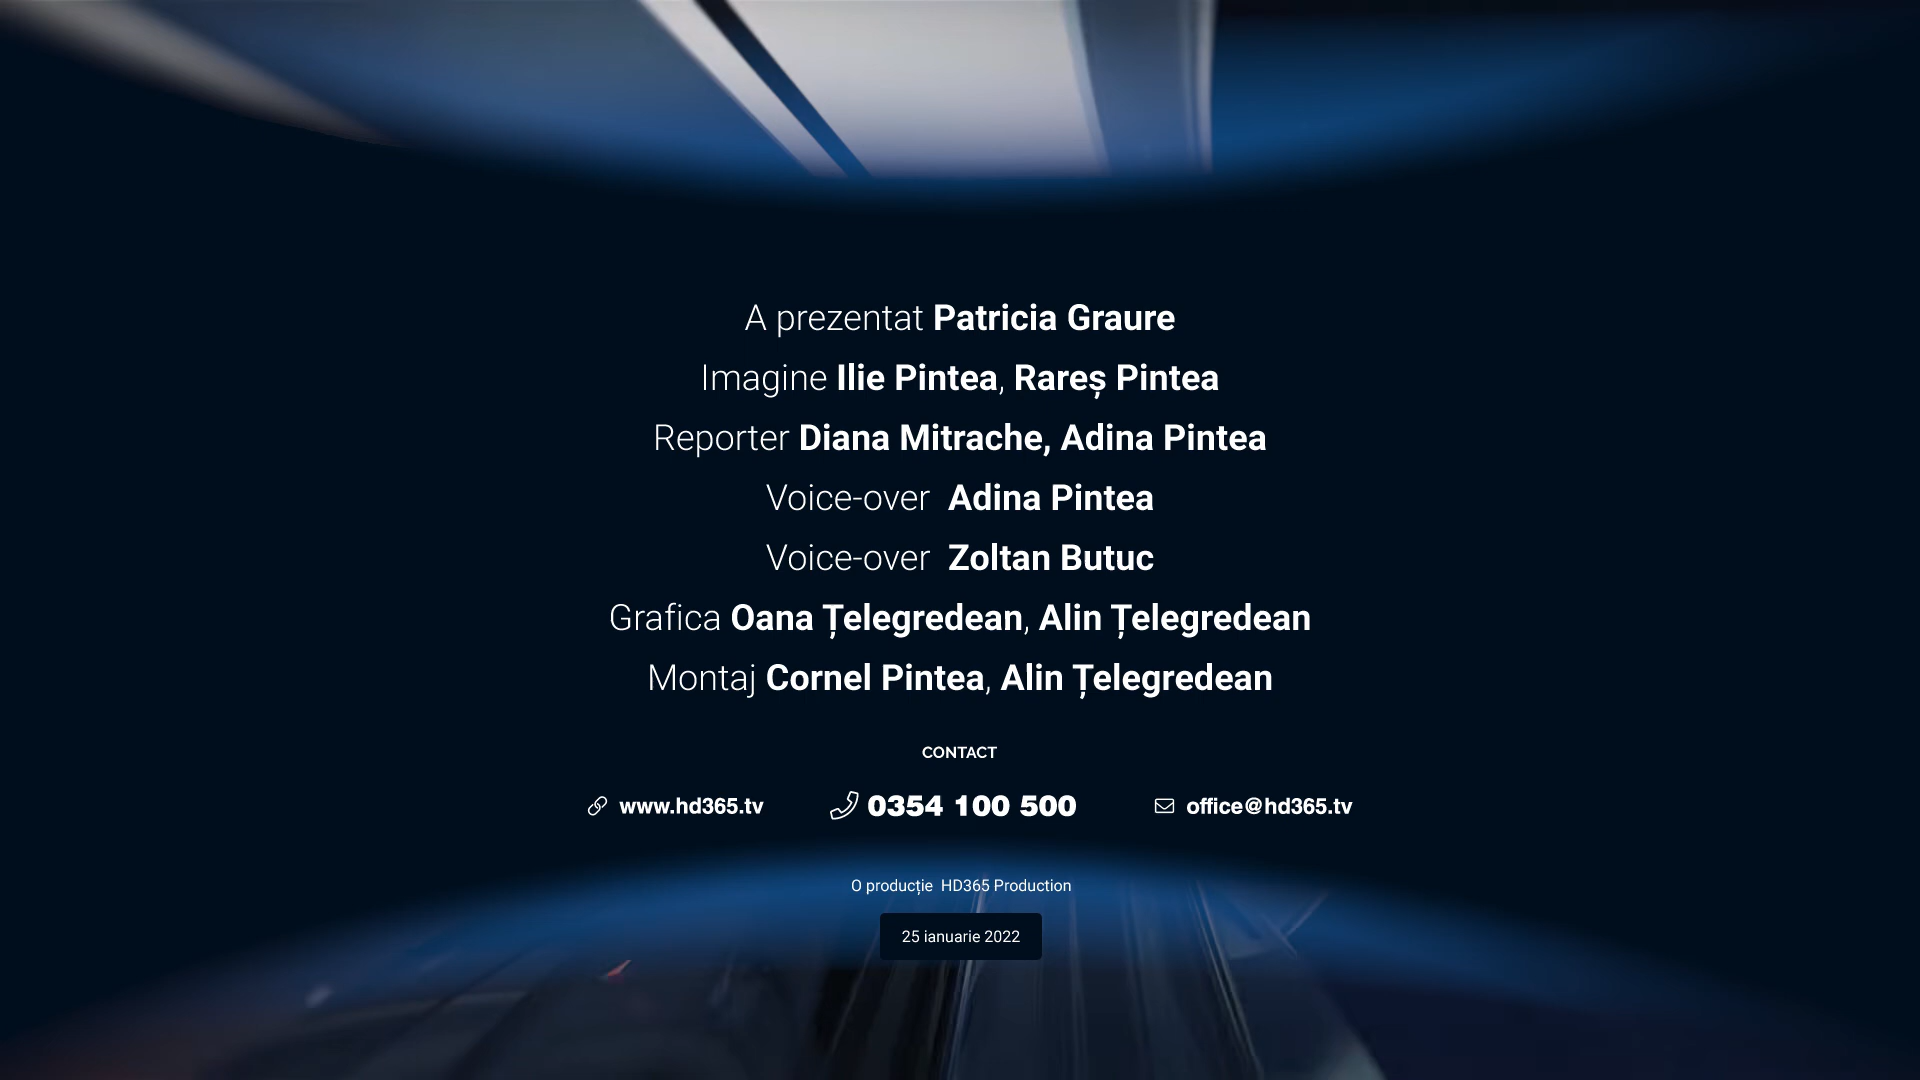 A prezentat Patricia Graure
Imagine Ilie Pintea, Rareș Pintea
Reporter Diana Mitrache, Adina Pintea
Voice-over Adina Pintea
Voice-over Zoltan Butuc
Grafica Oana Țelegredean, Alin Țelegredean
Montaj Cornel Pintea, Alin Țelegredean
CONTACT
www.hd365.tv 0354 100 500 office@hd365.tv
O producție HD365 Production
25 ianuarie 2022